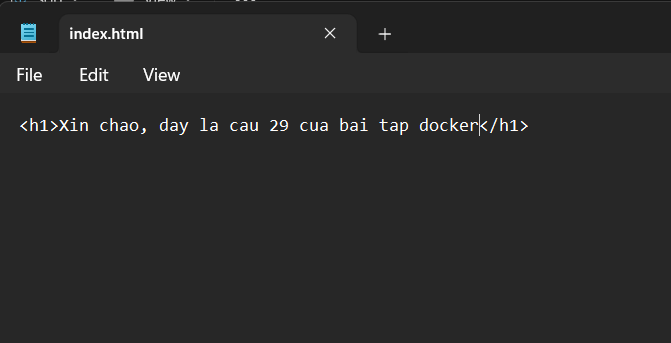 index.html
File Edit View
<h1>Xin chao, day la cau 29 cua bai tap docker</h1>